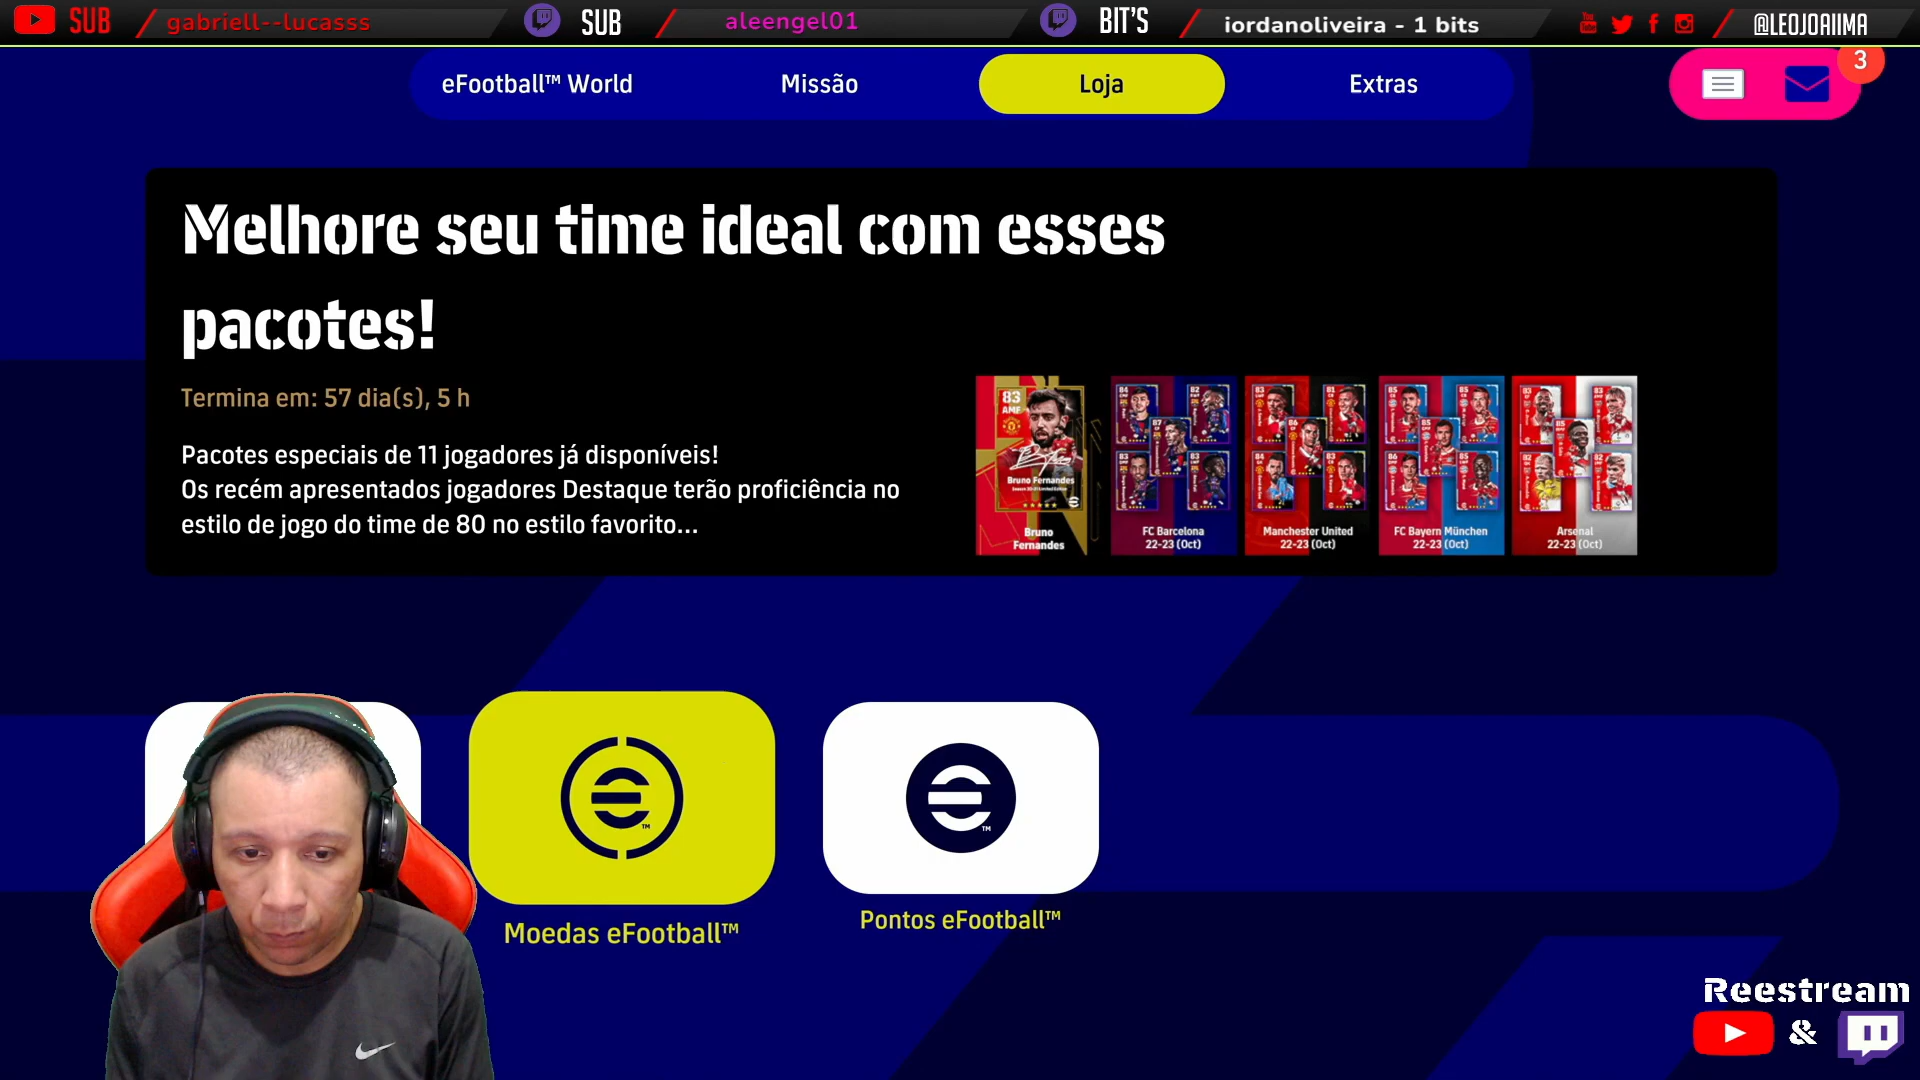 SUB
gabriell--lucasss
SUB
aleengel01
BIT'S
iordanoliveira - 1 bits
@LEOJOAIIMA
eFootball™ World
Missão
Loja
Extras
3
Melhore seu time ideal com esses
pacotes!
Termina em: 57 dia(s), 5 h
Pacotes especiais de 11 jogadores já disponíveis!
Os recém apresentados jogadores Destaque terão proficiência no
estilo de jogo do time de 80 no estilo favorito...
83
AMF
Bruno Fernandes
Bruno
Fernandes
FC Barcelona
22-23 (Oct)
Manchester United
22-23 (Oct)
FC Bayern München
22-23 (Oct)
Arsenal
22-23 (Oct)
Moedas eFootball™
Pontos eFootball™
Reestream
&